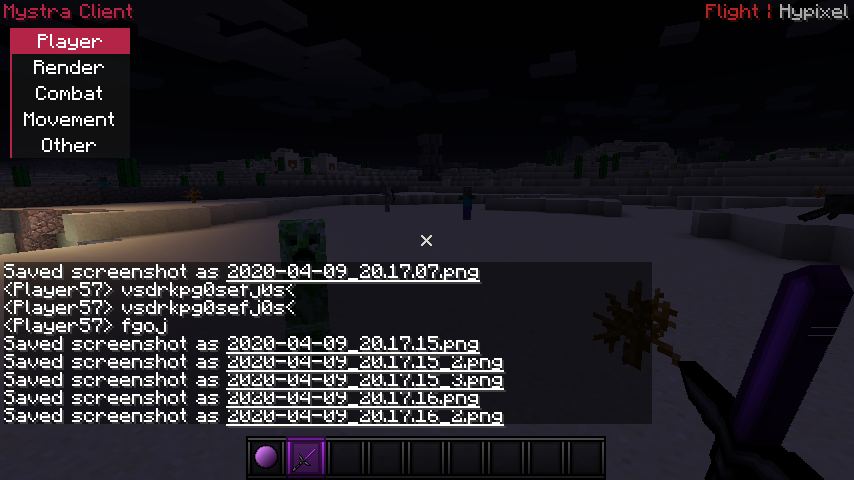 Mystra Client
Flight ¦ Hypixel
Player
Render
Combat
Movement
Other
Saved screenshot as 2020-04-09_20.17.07.png
<Player57> vsdrkpg0sefj0s<
<Player57> vsdrkpg0sefj0s<
<Player57> fgoj
Saved screenshot as 2020-04-09_20.17.15.png
Saved screenshot as 2020-04-09_20.17.15_2.png
Saved screenshot as 2020-04-09_20.17.15_3.png
Saved screenshot as 2020-04-09_20.17.16.png
Saved screenshot as 2020-04-09_20.17.16_2.png